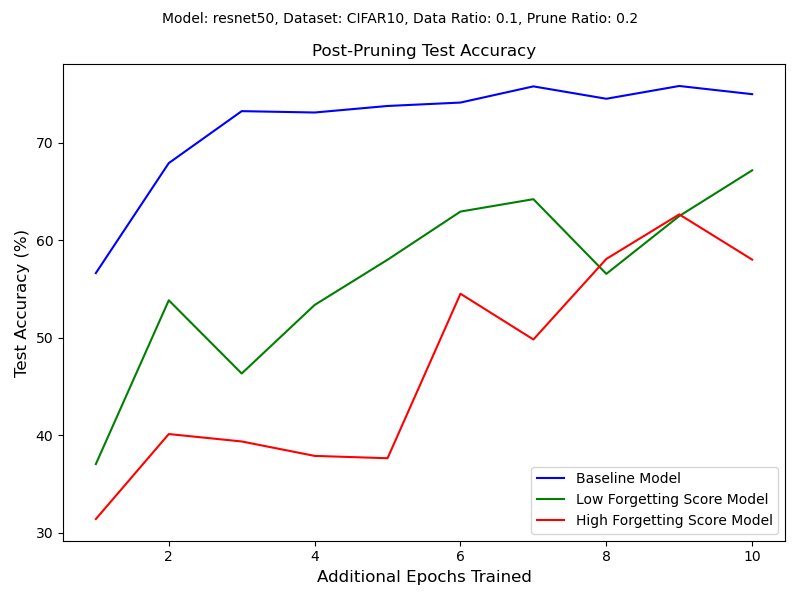 Model: resnet50, Dataset: CIFAR10, Data Ratio: 0.1, Prune Ratio: 0.2
Post-Pruning Test Accuracy
Test Accuracy (%)
70
60
50
40
30
Baseline Model
Low Forgetting Score Model
High Forgetting Score Model
2
4
6
8
10
Additional Epochs Trained